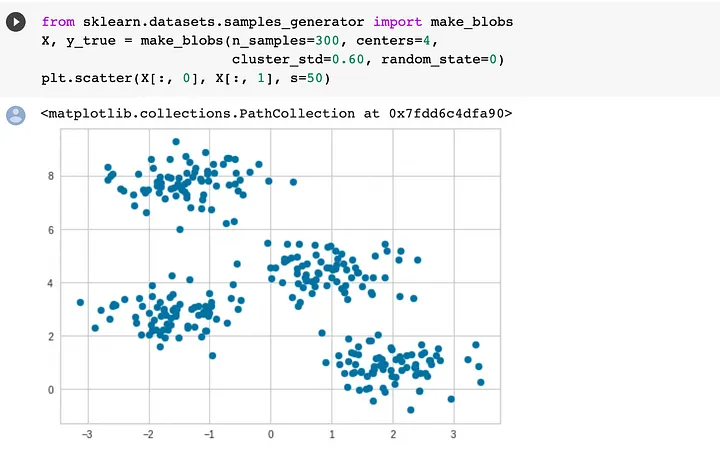 from sklearn.datasets.samples_generator import make_blobs
X, y_true = make_blobs(n_samples=300, centers=4,
                       cluster_std=0.60, random_state=0)
plt.scatter(X[:, 0], X[:, 1], s=50)
<matplotlib.collections.PathCollection at 0x7fdd6c4dfa90>
8
6
4
2
0
−3 −2 −1 0 1 2 3